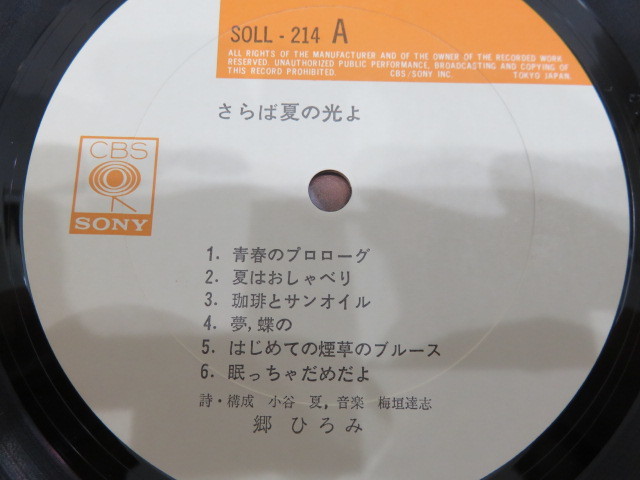 SOLL - 214 A
ALL RIGHTS OF THE MANUFACTURER AND OF THE OWNER OF THE RECORDED WORK
RESERVED. UNAUTHORIZED PUBLIC PERFORMANCE, BROADCASTING AND COPYING OF
THIS RECORD PROHIBITED. CBS/SONY INC. TOKYO JAPAN.
さらば夏の光よ
CBS
SONY
1. 青春のプロローグ
2. 夏はおしゃべり
3. 珈琲とサンオイル
4. 夢,蝶の
5. はじめての煙草のブルース
6. 眠っちゃだめだよ
詩・構成 小谷 夏, 音楽 梅垣達志
郷 ひろみ